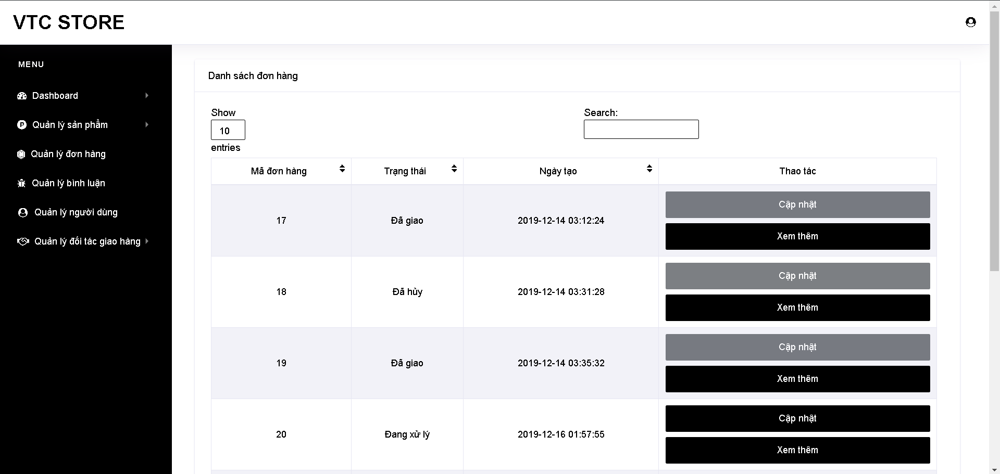 VTC STORE
MENU
Dashboard
Quản lý sản phẩm
Quản lý đơn hàng
Quản lý bình luận
Quản lý người dùng
Quản lý đối tác giao hàng
Danh sách đơn hàng
Show
10
entries
Search:
Mã đơn hàng Trạng thái Ngày tạo Thao tác
17 Đã giao 2019-12-14 03:12:24 Cập nhật
Xem thêm
18 Đã hủy 2019-12-14 03:31:28 Cập nhật
Xem thêm
19 Đã giao 2019-12-14 03:35:32 Cập nhật
Xem thêm
20 Đang xử lý 2019-12-16 01:57:55 Cập nhật
Xem thêm